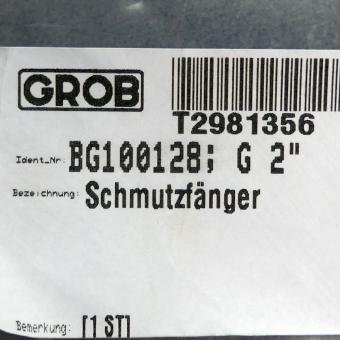 GROB
T2981356
Ident_Nr: BG100128; G 2"
Bezeichnung: Schmutzfänger
Bemerkung: [1 ST]